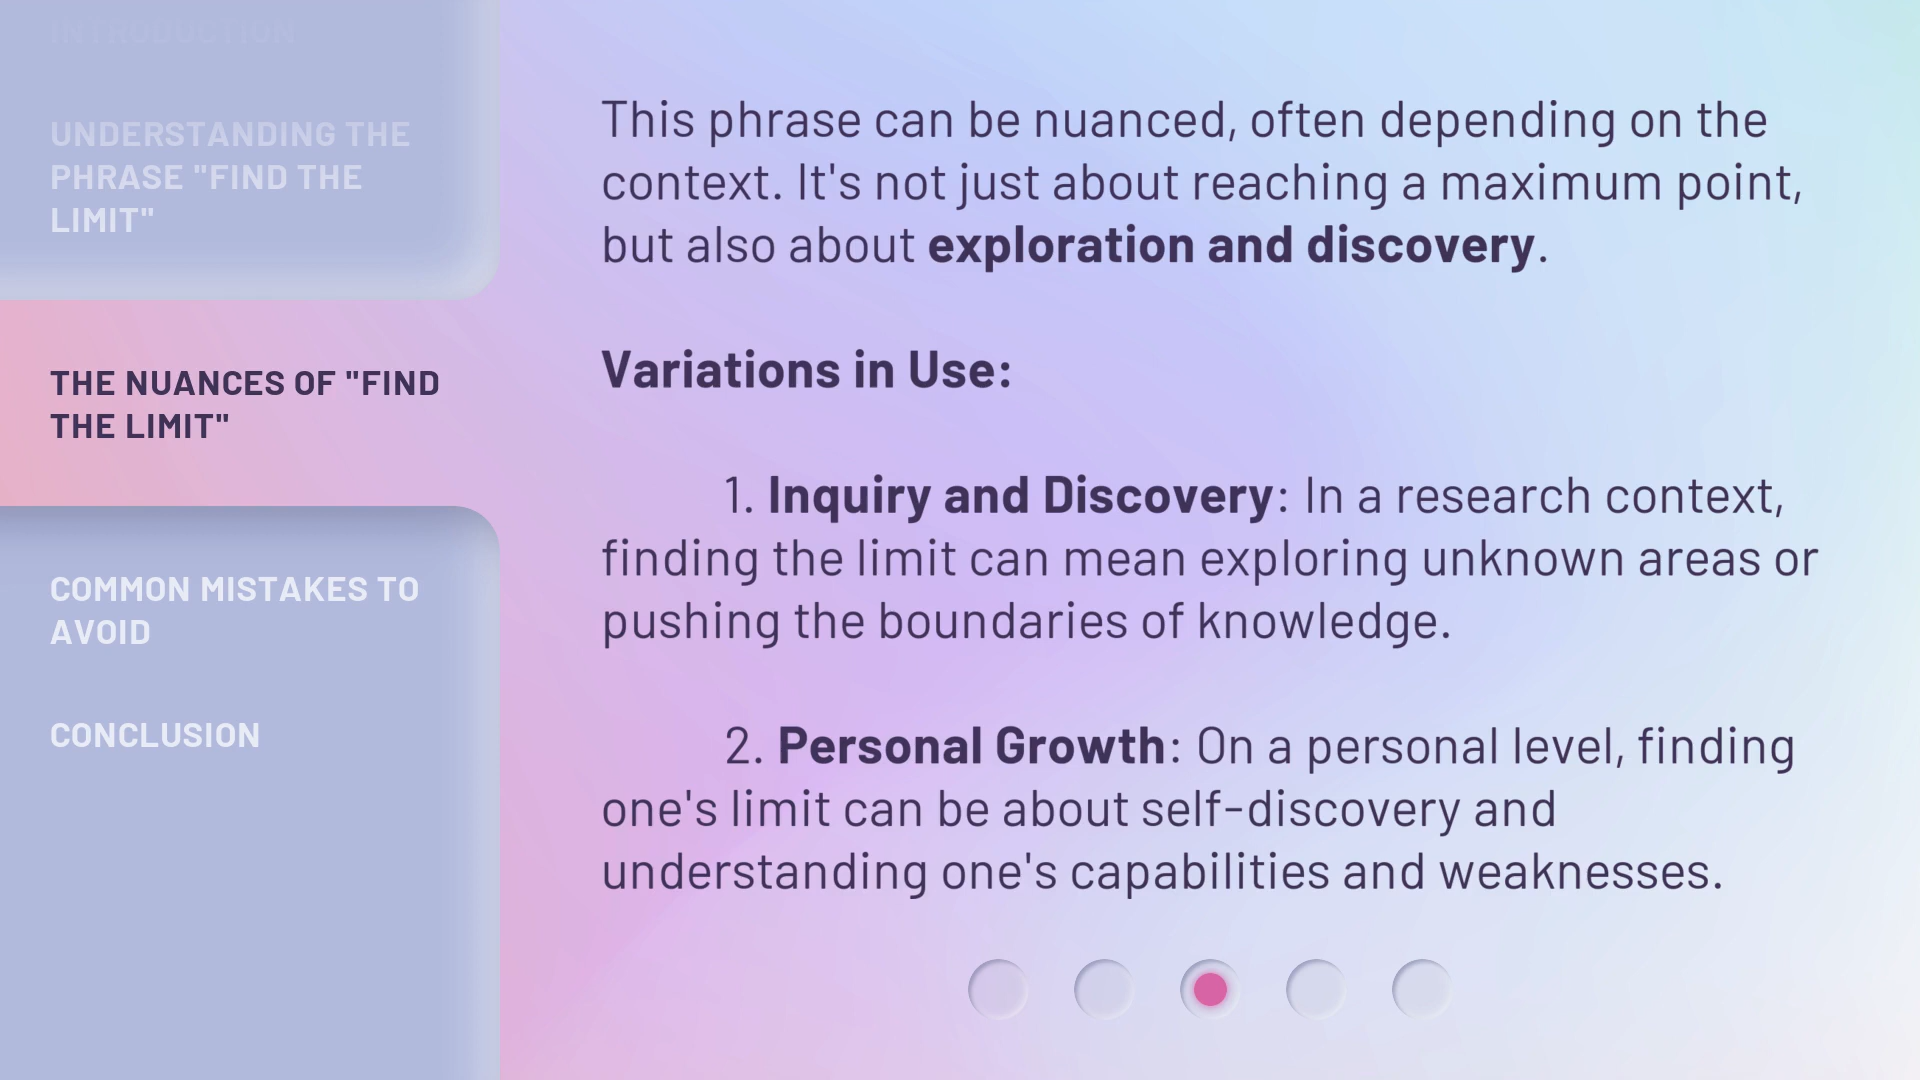 INTRODUCTION
UNDERSTANDING THE
PHRASE "FIND THE
LIMIT"
THE NUANCES OF "FIND
THE LIMIT"
COMMON MISTAKES TO
AVOID
CONCLUSION
This phrase can be nuanced, often depending on the
context. It's not just about reaching a maximum point,
but also about exploration and discovery.
Variations in Use:
1. Inquiry and Discovery: In a research context,
finding the limit can mean exploring unknown areas or
pushing the boundaries of knowledge.
2. Personal Growth: On a personal level, finding
one's limit can be about self-discovery and
understanding one's capabilities and weaknesses.